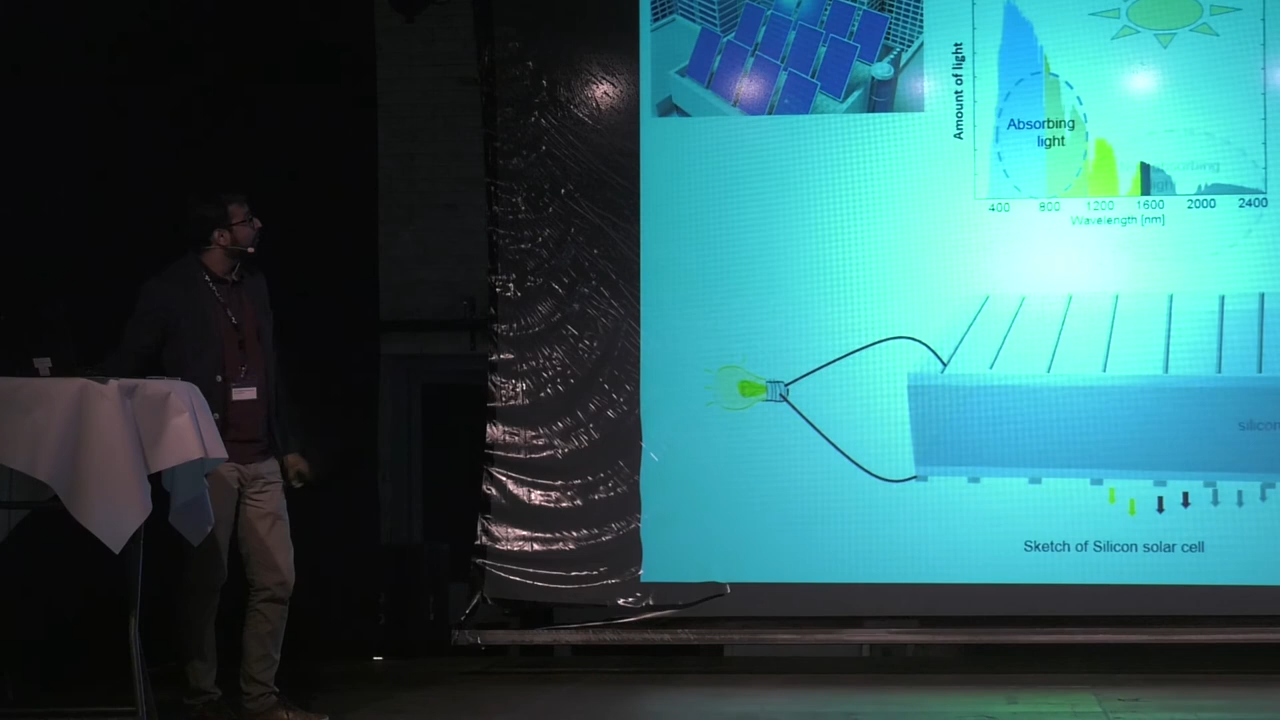 Amount of light
Absorbing
light
400 800 1200 1600 2000 2400
Wavelength [nm]
silicon
Sketch of Silicon solar cell